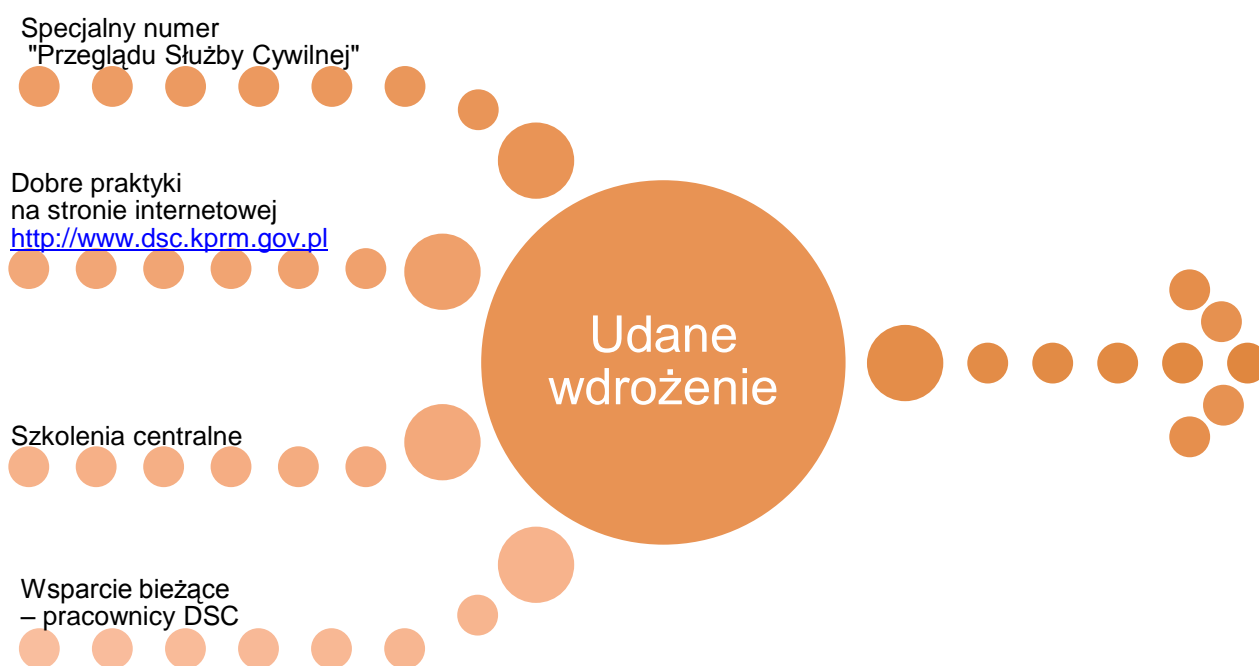 Specjalny numer
"Przeglądu Służby Cywilnej"
Dobre praktyki
na stronie internetowej
http://www.dsc.kprm.gov.pl
Szkolenia centralne
Wsparcie bieżące
– pracownicy DSC
Udane
wdrożenie